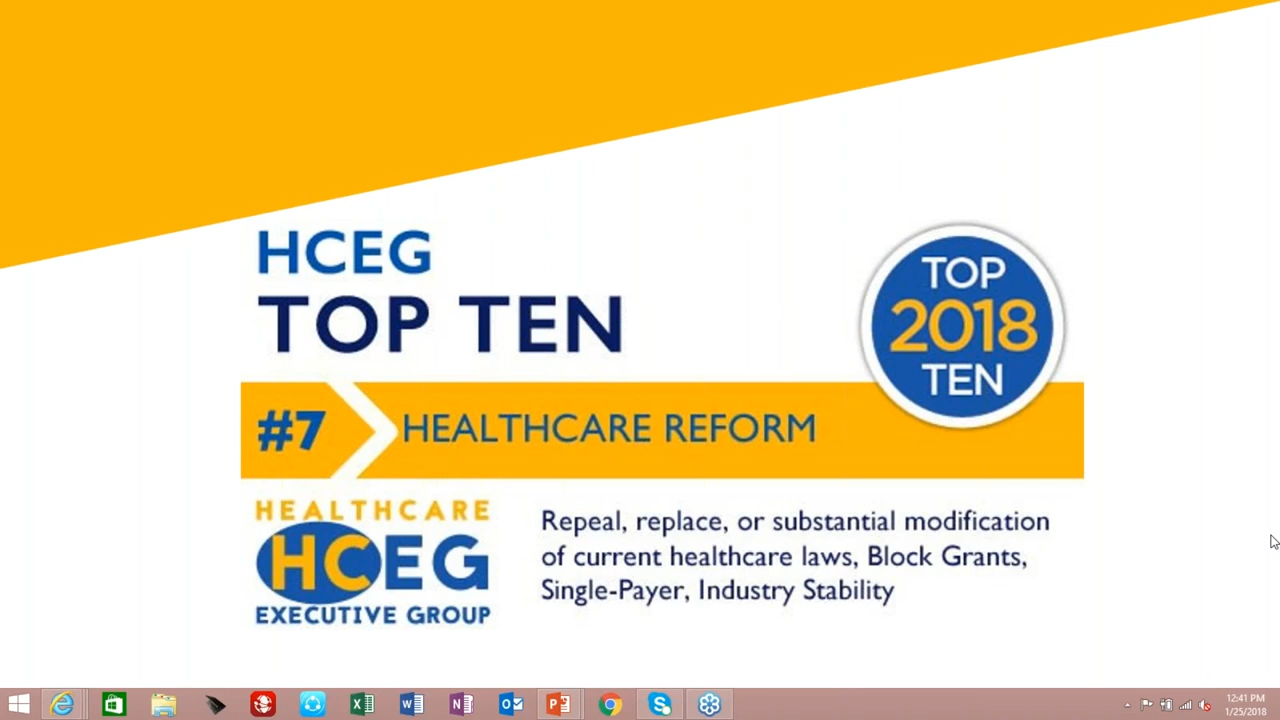 HCEG
TOP TEN
TOP
2018
TEN
#7
HEALTHCARE REFORM
HEALTHCARE
HCEG
EXECUTIVE GROUP
Repeal, replace, or substantial modification
of current healthcare laws, Block Grants,
Single-Payer, Industry Stability
12:41 PM
1/25/2018